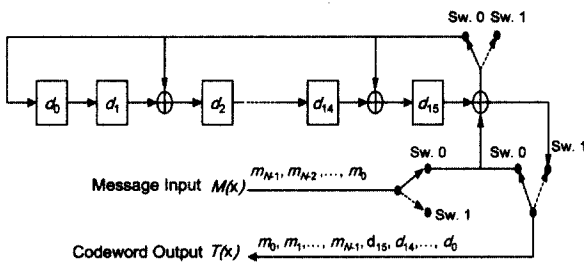 Sw. 0 Sw. 1
d0 d1 d2 d14 d15
Sw. 1
Sw. 0 Sw. 0
Message Input M(x) mN-1, mN-2,..., m0
Sw. 1
Codeword Output T(x) m0, m1,..., mN-1, d15, d14,..., d0